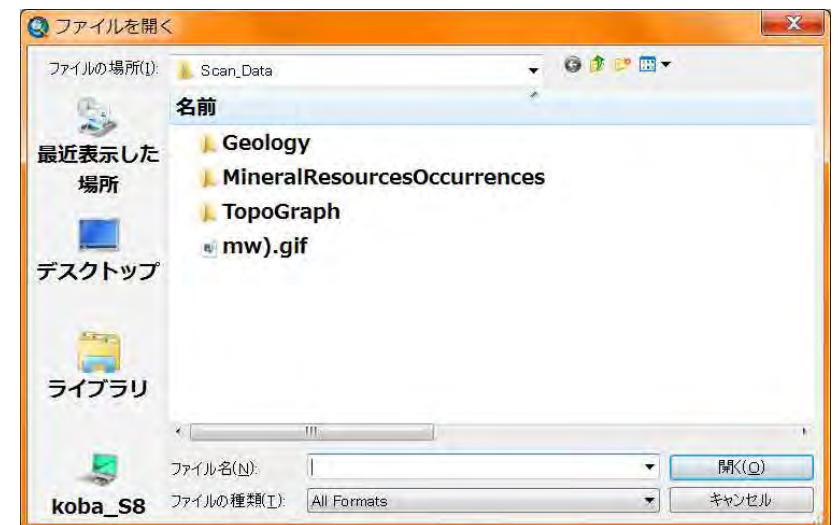 ファイルを開く
ファイルの場所(I):
Scan_Data
名前
Geology
MineralResourcesOccurrences
TopoGraph
mw).gif
最近表示した
場所
デスクトップ
ライブラリ
koba_S8
ファイル名(N):
開く(O)
ファイルの種類(T):
All Formats
キャンセル